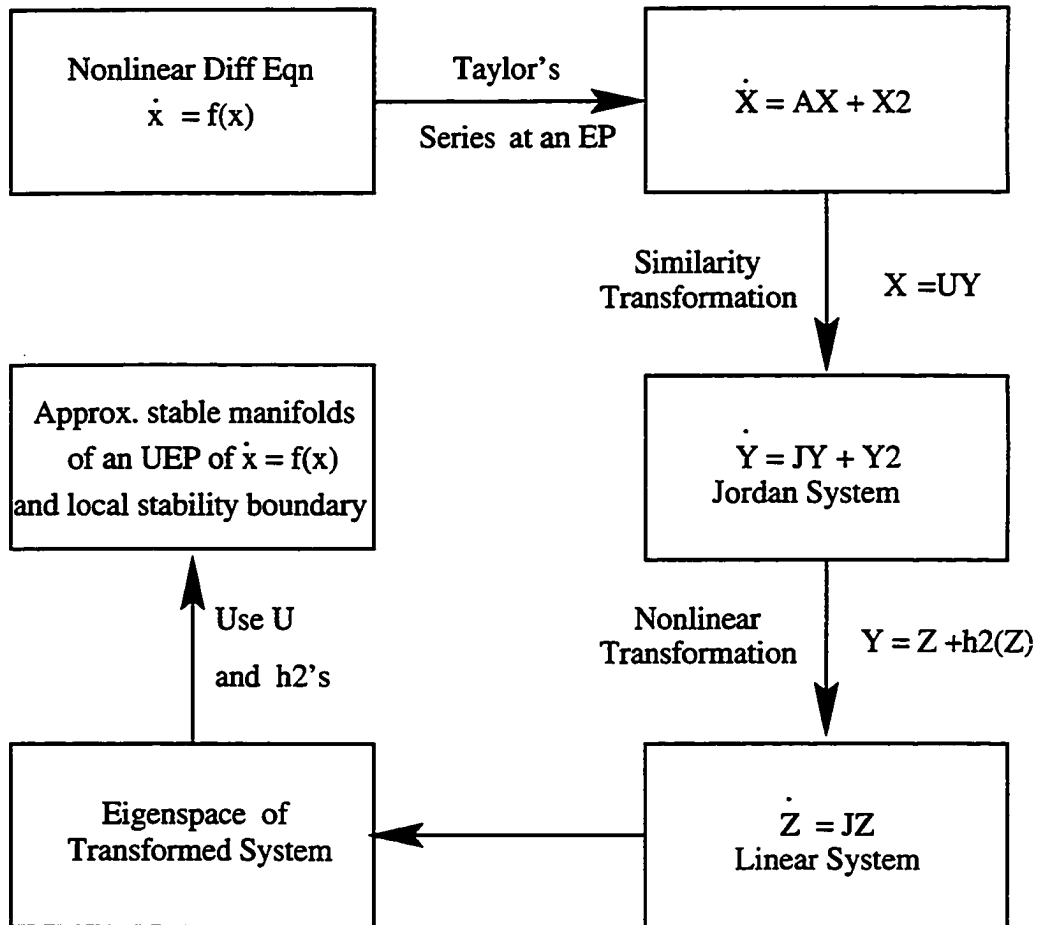 Nonlinear Diff Eqn
ẋ = f(x)
Taylor's
Series at an EP
Ẋ = AX + X2
Similarity
Transformation
X =UY
Ẏ = JY + Y2
Jordan System
Nonlinear
Transformation
Y = Z +h2(Z)
Ż = JZ
Linear System
Eigenspace of
Transformed System
Use U
and h2's
Approx. stable manifolds
of an UEP of ẋ = f(x)
and local stability boundary